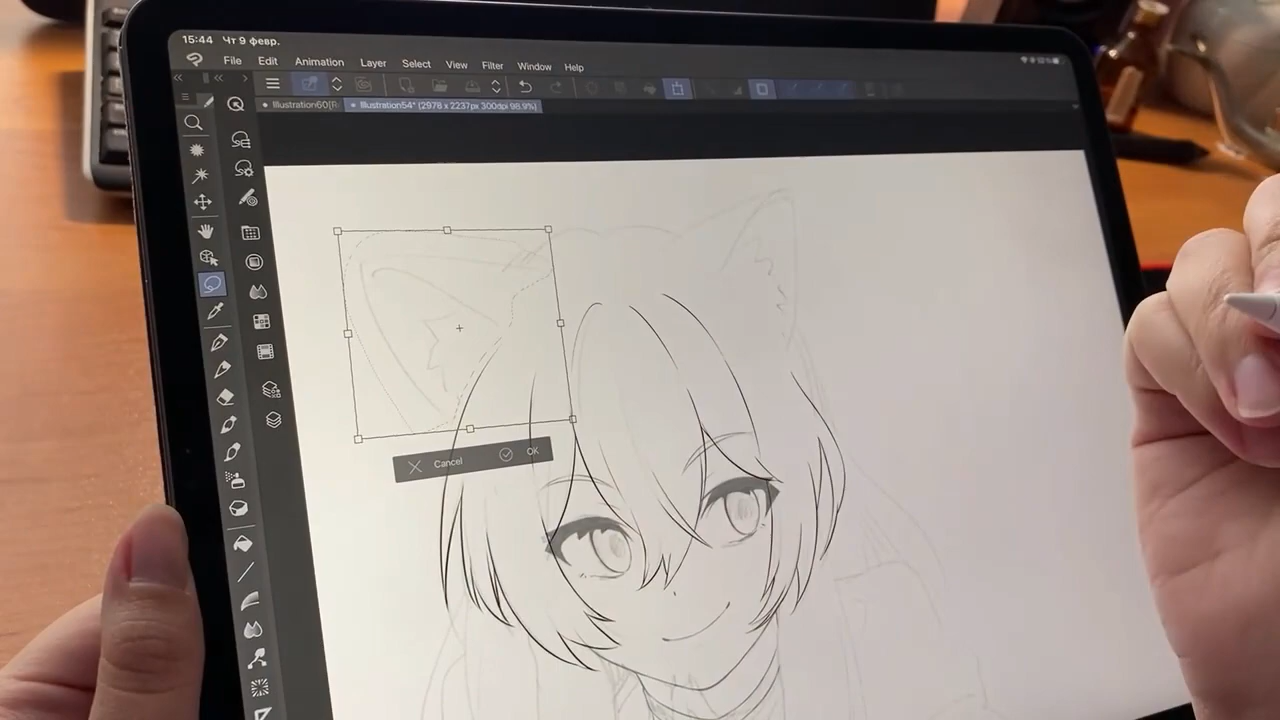 15:44 Чт 9 февр.
File Edit Animation Layer Select View Filter Window Help
Illustration54* (2978 x 2237px 300dpi 98.9%)
Cancel OK